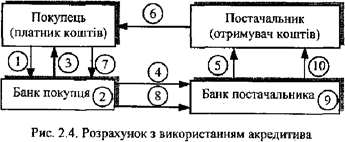 Покупець
(платник коштів)
6
Постачальник
(отримувач коштів)
1
3
7
4
5
10
Банк покупця
2
8
Банк постачальника
9
Рис. 2.4. Розрахунок з використанням акредитива